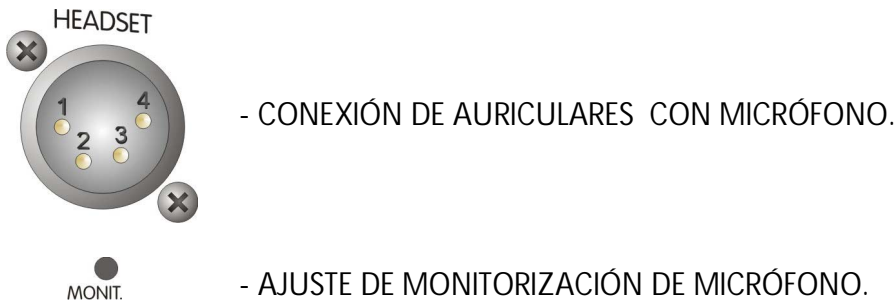 HEADSET
1 4
2 3
- CONEXIÓN DE AURICULARES CON MICRÓFONO.
MONIT.
- AJUSTE DE MONITORIZACIÓN DE MICRÓFONO.